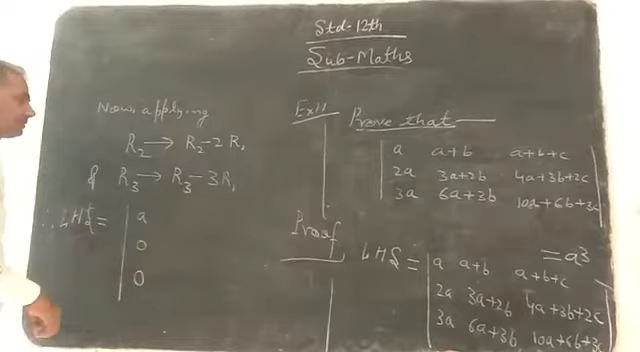 Std-12th
Sub-Maths
Now, applying
R₂ → R₂-2R₁
& R₃ → R₃-3R₁
∴ LHS = | a
0
0
Ex 11
Prove that
| a a+b a+b+c |
| 2a 3a+2b 4a+3b+2c |
| 3a 6a+3b 10a+6b+3c |
= a³
Proof
LHS = | a a+b a+b+c |
| 2a 3a+2b 4a+3b+2c |
| 3a 6a+3b 10a+6b+3c |